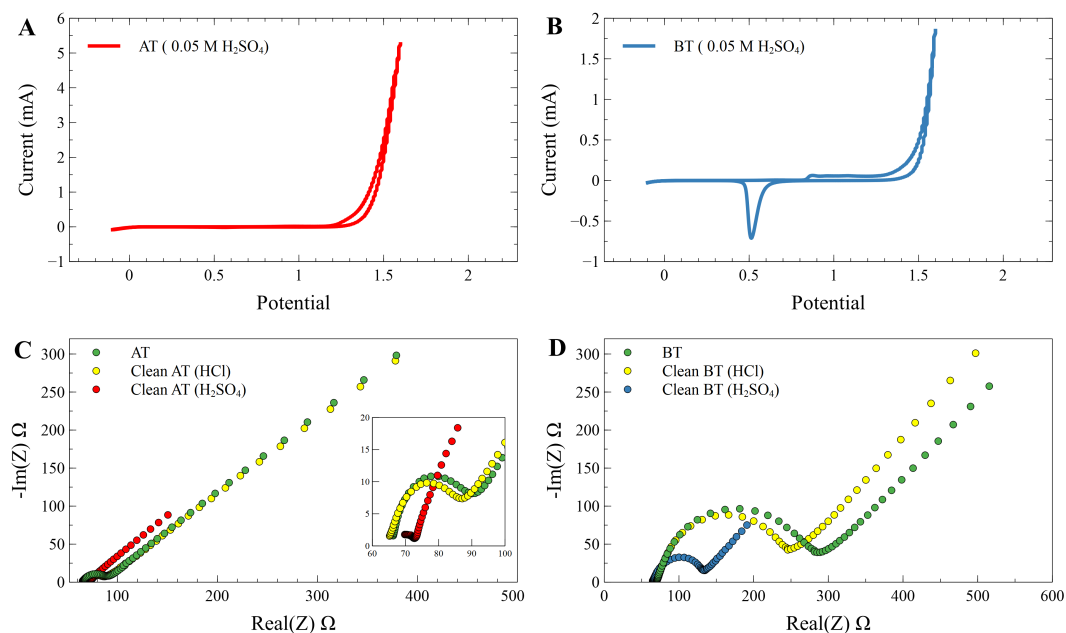 A
AT ( 0.05 M H₂SO₄)
6
5
4
3
2
1
0
−1
Current (mA)
0 0.5 1 1.5 2
Potential
B
BT ( 0.05 M H₂SO₄)
2
1.5
1
0.5
0
−0.5
−1
Current (mA)
0 0.5 1 1.5 2
Potential
C
AT
Clean AT (HCl)
Clean AT (H₂SO₄)
300
250
200
150
100
50
0
-Im(Z) Ω
100 200 300 400 500
Real(Z) Ω
20
15
10
5
0
60 70 80 90 100
D
BT
Clean BT (HCl)
Clean BT (H₂SO₄)
300
250
200
150
100
50
0
-Im(Z) Ω
0 100 200 300 400 500 600
Real(Z) Ω